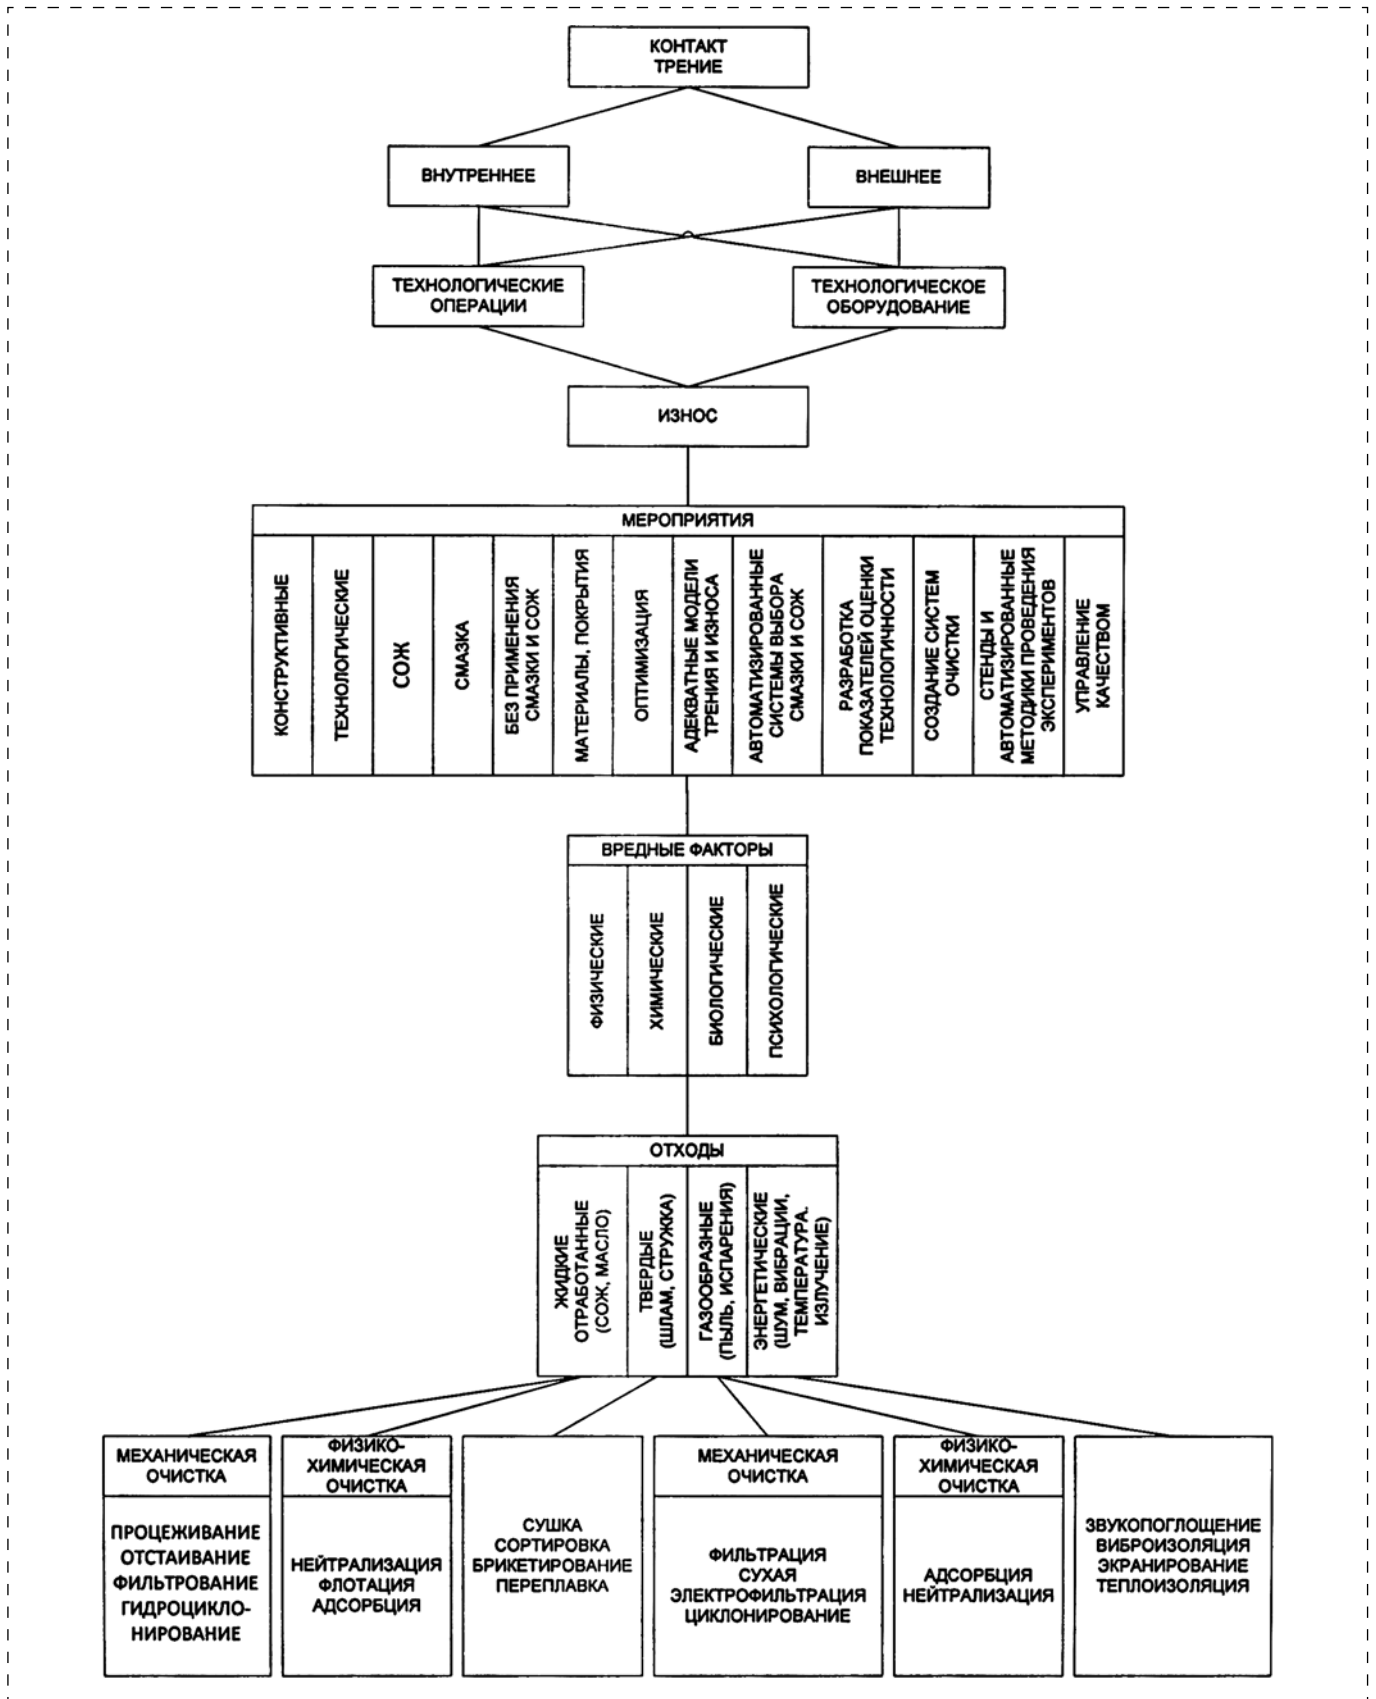 КОНТАКТ
ТРЕНИЕ
ВНУТРЕННЕЕ
ВНЕШНЕЕ
ТЕХНОЛОГИЧЕСКИЕ
ОПЕРАЦИИ
ТЕХНОЛОГИЧЕСКОЕ
ОБОРУДОВАНИЕ
ИЗНОС
МЕРОПРИЯТИЯ
КОНСТРУКТИВНЫЕ
ТЕХНОЛОГИЧЕСКИЕ
СОЖ
СМАЗКА
БЕЗ ПРИМЕНЕНИЯ
СМАЗКИ И СОЖ
МАТЕРИАЛЫ, ПОКРЫТИЯ
ОПТИМИЗАЦИЯ
АДЕКВАТНЫЕ МОДЕЛИ
ТРЕНИЯ И ИЗНОСА
АВТОМАТИЗИРОВАННЫЕ
СИСТЕМЫ ВЫБОРА
СМАЗКИ И СОЖ
РАЗРАБОТКА
ПОКАЗАТЕЛЕЙ ОЦЕНКИ
ТЕХНОЛОГИЧНОСТИ
СОЗДАНИЕ СИСТЕМ
ОЧИСТКИ
СТЕНДЫ И
АВТОМАТИЗИРОВАННЫЕ
МЕТОДИКИ ПРОВЕДЕНИЯ
ЭКСПЕРИМЕНТОВ
УПРАВЛЕНИЕ
КАЧЕСТВОМ
ВРЕДНЫЕ ФАКТОРЫ
ФИЗИЧЕСКИЕ
ХИМИЧЕСКИЕ
БИОЛОГИЧЕСКИЕ
ПСИХОЛОГИЧЕСКИЕ
ОТХОДЫ
ЖИДКИЕ
ОТРАБОТАННЫЕ
(СОЖ, МАСЛО)
ТВЕРДЫЕ
(ШЛАМ, СТРУЖКА)
ГАЗООБРАЗНЫЕ
(ПЫЛЬ, ИСПАРЕНИЯ)
ЭНЕРГЕТИЧЕСКИЕ
(ШУМ, ВИБРАЦИИ,
ТЕМПЕРАТУРА.
ИЗЛУЧЕНИЕ)
МЕХАНИЧЕСКАЯ
ОЧИСТКА
ПРОЦЕЖИВАНИЕ
ОТСТАИВАНИЕ
ФИЛЬТРОВАНИЕ
ГИДРОЦИКЛО-
НИРОВАНИЕ
ФИЗИКО-
ХИМИЧЕСКАЯ
ОЧИСТКА
НЕЙТРАЛИЗАЦИЯ
ФЛОТАЦИЯ
АДСОРБЦИЯ
СУШКА
СОРТИРОВКА
БРИКЕТИРОВАНИЕ
ПЕРЕПЛАВКА
МЕХАНИЧЕСКАЯ
ОЧИСТКА
ФИЛЬТРАЦИЯ
СУХАЯ
ЭЛЕКТРОФИЛЬТРАЦИЯ
ЦИКЛОНИРОВАНИЕ
ФИЗИКО-
ХИМИЧЕСКАЯ
ОЧИСТКА
АДСОРБЦИЯ
НЕЙТРАЛИЗАЦИЯ
ЗВУКОПОГЛОЩЕНИЕ
ВИБРОИЗОЛЯЦИЯ
ЭКРАНИРОВАНИЕ
ТЕПЛОИЗОЛЯЦИЯ